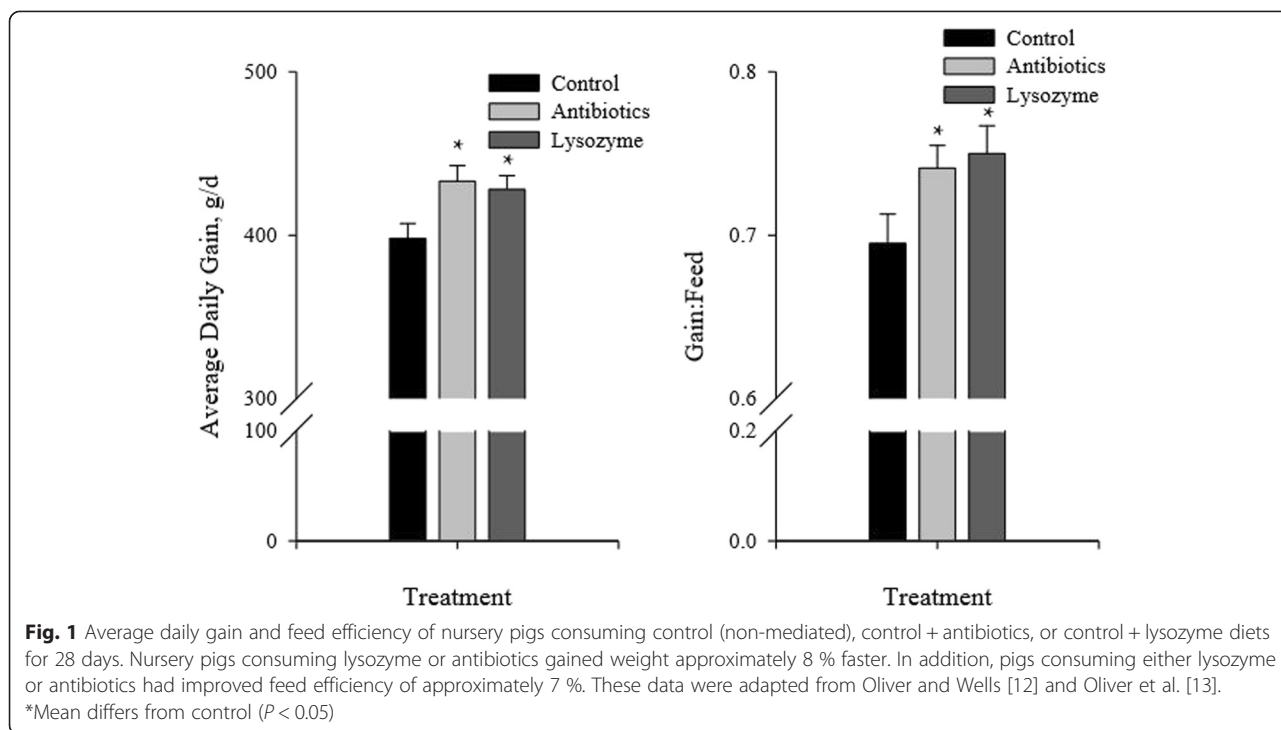 Control
Antibiotics
Lysozyme
500
400
300
100
0
Average Daily Gain, g/d
* *
Treatment
Control
Antibiotics
Lysozyme
0.8
0.7
0.6
0.2
0.0
Gain:Feed
* *
Treatment
Fig. 1 Average daily gain and feed efficiency of nursery pigs consuming control (non-mediated), control + antibiotics, or control + lysozyme diets
for 28 days. Nursery pigs consuming lysozyme or antibiotics gained weight approximately 8 % faster. In addition, pigs consuming either lysozyme
or antibiotics had improved feed efficiency of approximately 7 %. These data were adapted from Oliver and Wells [12] and Oliver et al. [13].
*Mean differs from control (P < 0.05)